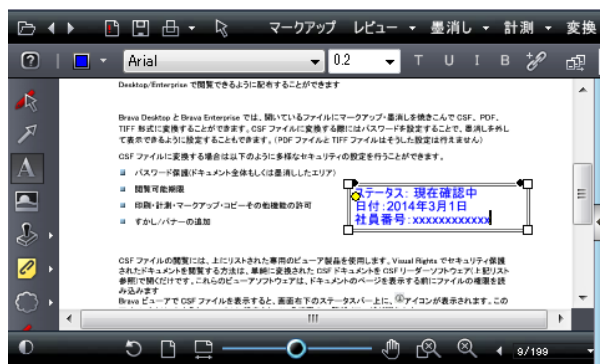 マークアップ レビュー 墨消し 計測 変換
Arial 0.2 T U I B
Desktop/Enterprise で閲覧できるように配布することができます
Brava Desktop と Brava Enterprise では、開いているファイルにマークアップ・墨消しを焼きこんで CSF、PDF、
TIFF 形式に変換することができます。CSF ファイルに変換する際にはパスワードを設定することで、墨消しを外し
て表示できるように設定することもできます。(PDF ファイルと TIFF ファイルはそうした設定は行えません)
CSF ファイルに変換する場合は以下のように多様なセキュリティの設定を行うことができます。
パスワード保護(ドキュメント全体もしくは墨消ししたエリア)
閲覧可能期限
印刷・計測・マークアップ・コピーその他機能の許可
すかし/バナーの追加
ステータス: 現在確認中
日付:2014年3月1日
社員番号:xxxxxxxxxxxx
CSF ファイルの閲覧には、上にリストされた専用のビューア製品を使用します。Visual Rights でセキュリティ保護
されたドキュメントを閲覧する方法は、単純に変換された CSF ドキュメントを CSF リーダーソフトウェア(上記リスト
参照)で開くだけです。これらのビューアソフトウェアは、ドキュメントのページを表示する前にファイルの権限を読
み込みます
Brava ビューアで CSF ファイルを表示すると、画面右下のステータスバー上に、アイコンが表示されます。この
9/199